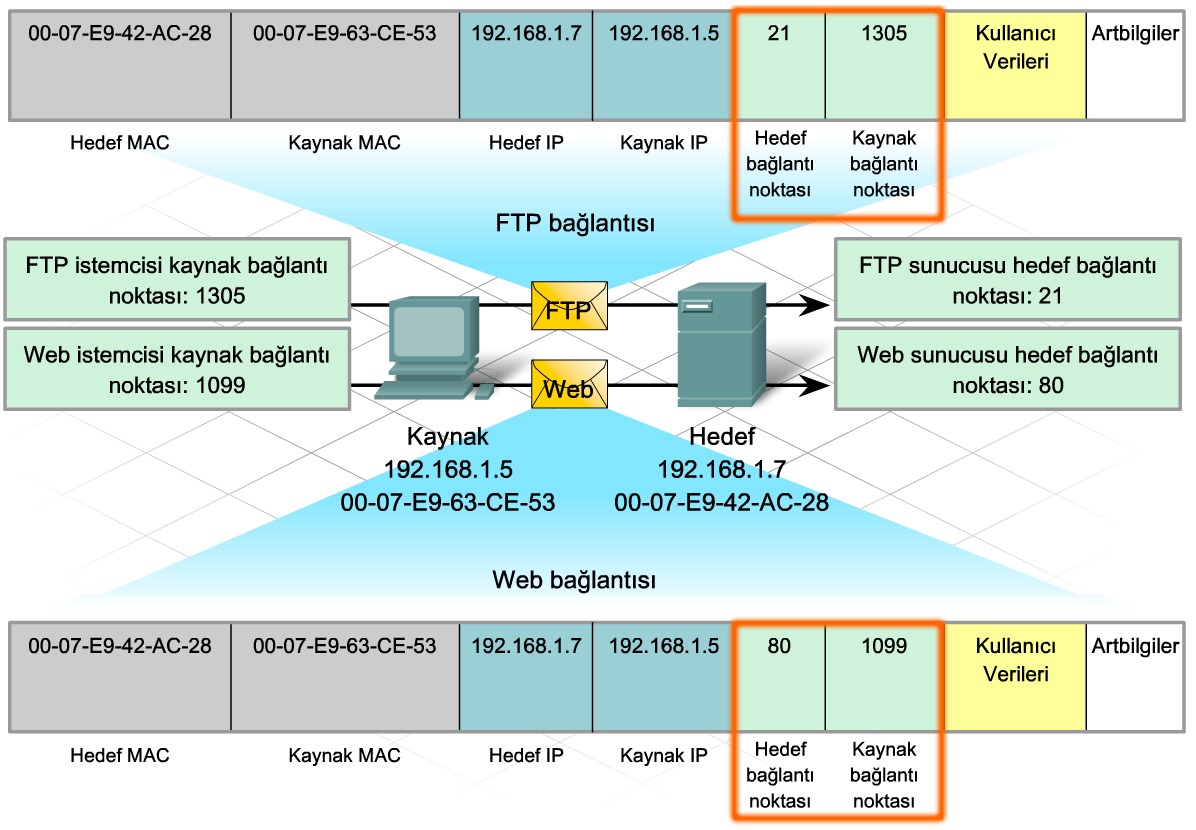 00-07-E9-42-AC-28 00-07-E9-63-CE-53 192.168.1.7 192.168.1.5 21 1305 Kullanıcı Verileri Artbilgiler
Hedef MAC Kaynak MAC Hedef IP Kaynak IP Hedef bağlantı noktası Kaynak bağlantı noktası
FTP bağlantısı
FTP istemcisi kaynak bağlantı
noktası: 1305
FTP
FTP sunucusu hedef bağlantı
noktası: 21
Web istemcisi kaynak bağlantı
noktası: 1099
Web
Web sunucusu hedef bağlantı
noktası: 80
Kaynak
192.168.1.5
00-07-E9-63-CE-53
Hedef
192.168.1.7
00-07-E9-42-AC-28
Web bağlantısı
00-07-E9-42-AC-28 00-07-E9-63-CE-53 192.168.1.7 192.168.1.5 80 1099 Kullanıcı Verileri Artbilgiler
Hedef MAC Kaynak MAC Hedef IP Kaynak IP Hedef bağlantı noktası Kaynak bağlantı noktası